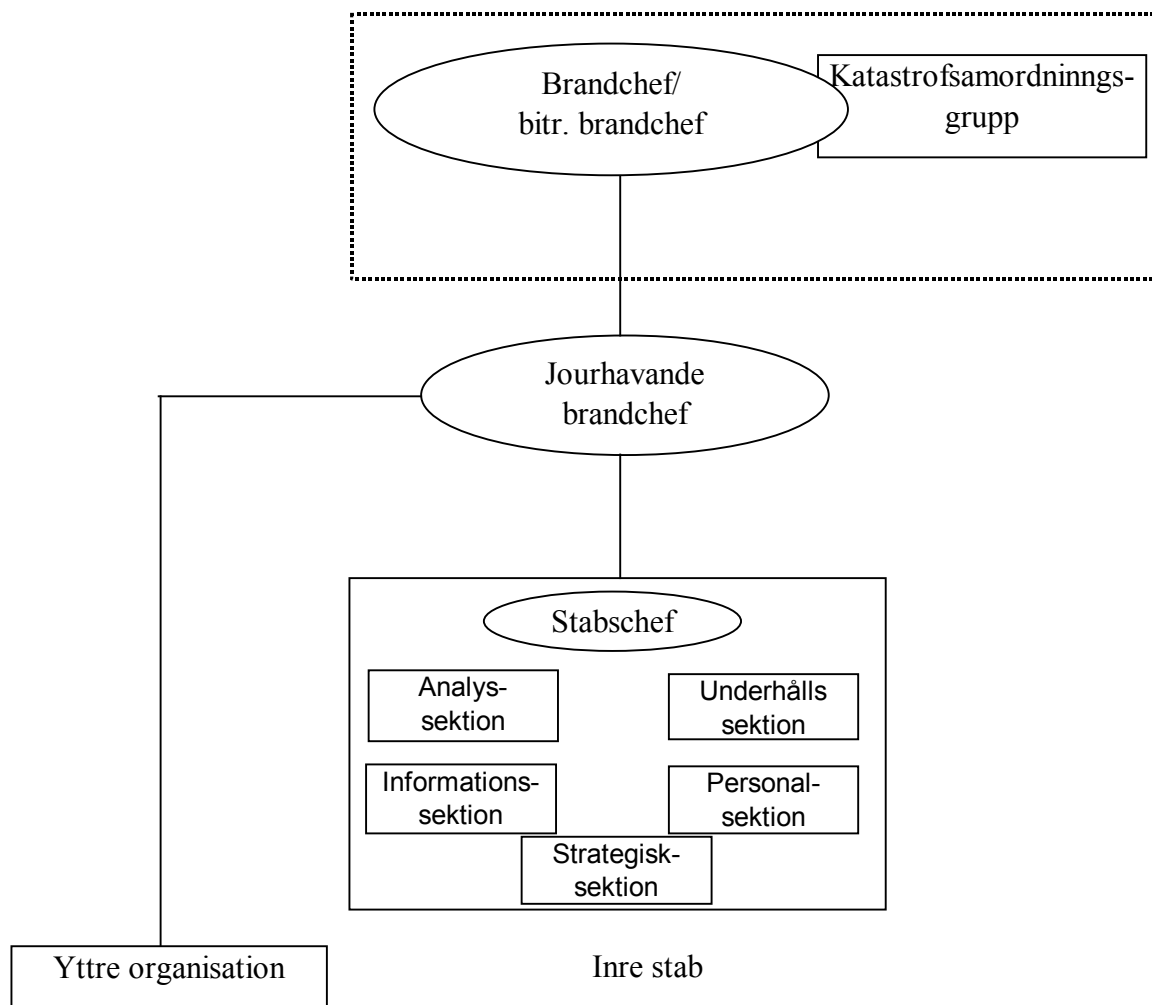 Brandchef/
bitr. brandchef
Katastrofsamordninngs-
grupp
Jourhavande
brandchef
Stabschef
Analys-
sektion
Underhålls
sektion
Informations-
sektion
Personal-
sektion
Strategisk-
sektion
Yttre organisation
Inre stab